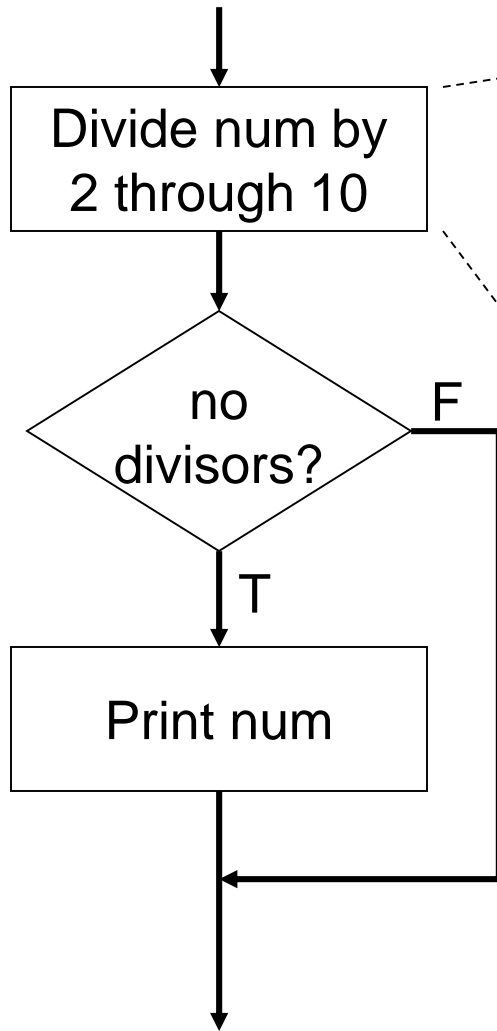 Divide num by
2 through 10
no
divisors?
F
T
Print num